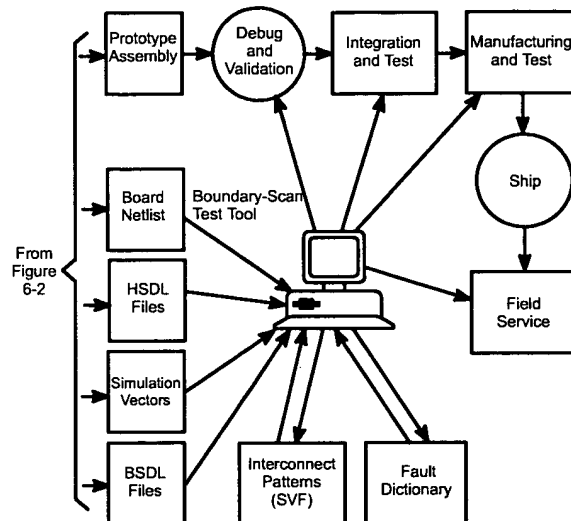 Prototype
Assembly
Debug
and
Validation
Integration
and Test
Manufacturing
and Test
Ship
Board
Netlist
Boundary-Scan
Test Tool
From
Figure
6-2
HSDL
Files
Field
Service
Simulation
Vectors
BSDL
Files
Interconnect
Patterns
(SVF)
Fault
Dictionary